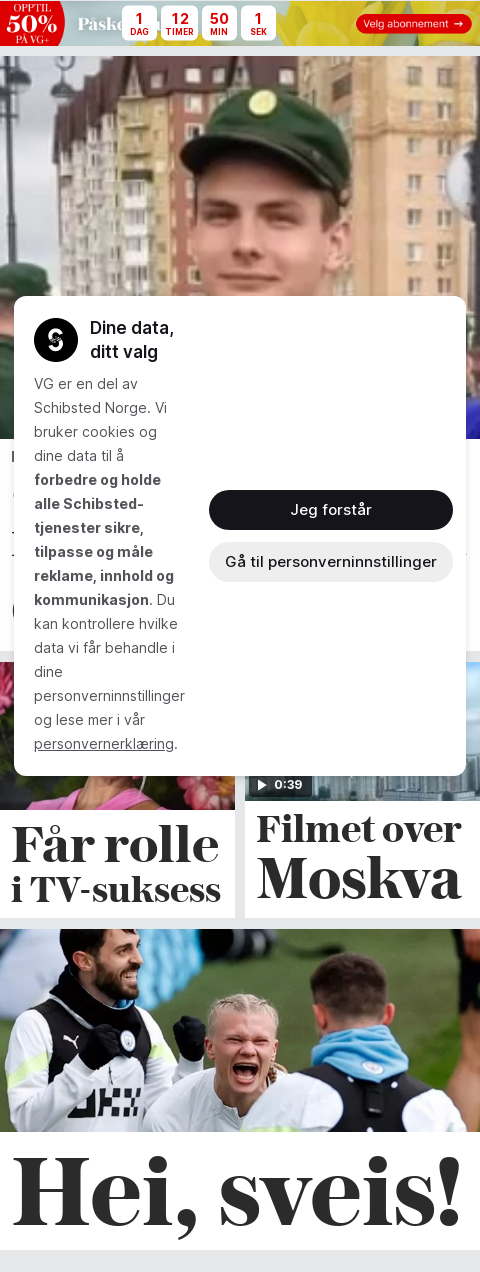 OPPTIL
50%
PÅ VG+
1
DAG
12
TIMER
50
MIN
1
SEK
Velg abonnement →
Dine data,
ditt valg
VG er en del av
Schibsted Norge. Vi
bruker cookies og
dine data til å
forbedre og holde
alle Schibsted-
tjenester sikre,
tilpasse og måle
reklame, innhold og
kommunikasjon. Du
kan kontrollere hvilke
data vi får behandle i
dine
personverninnstillinger
og lese mer i vår
personvernerklæring.
Jeg forstår
Gå til personverninnstillinger
0:39
Får rolle
i TV-suksess
Filmet over
Moskva
Hei, sveis!